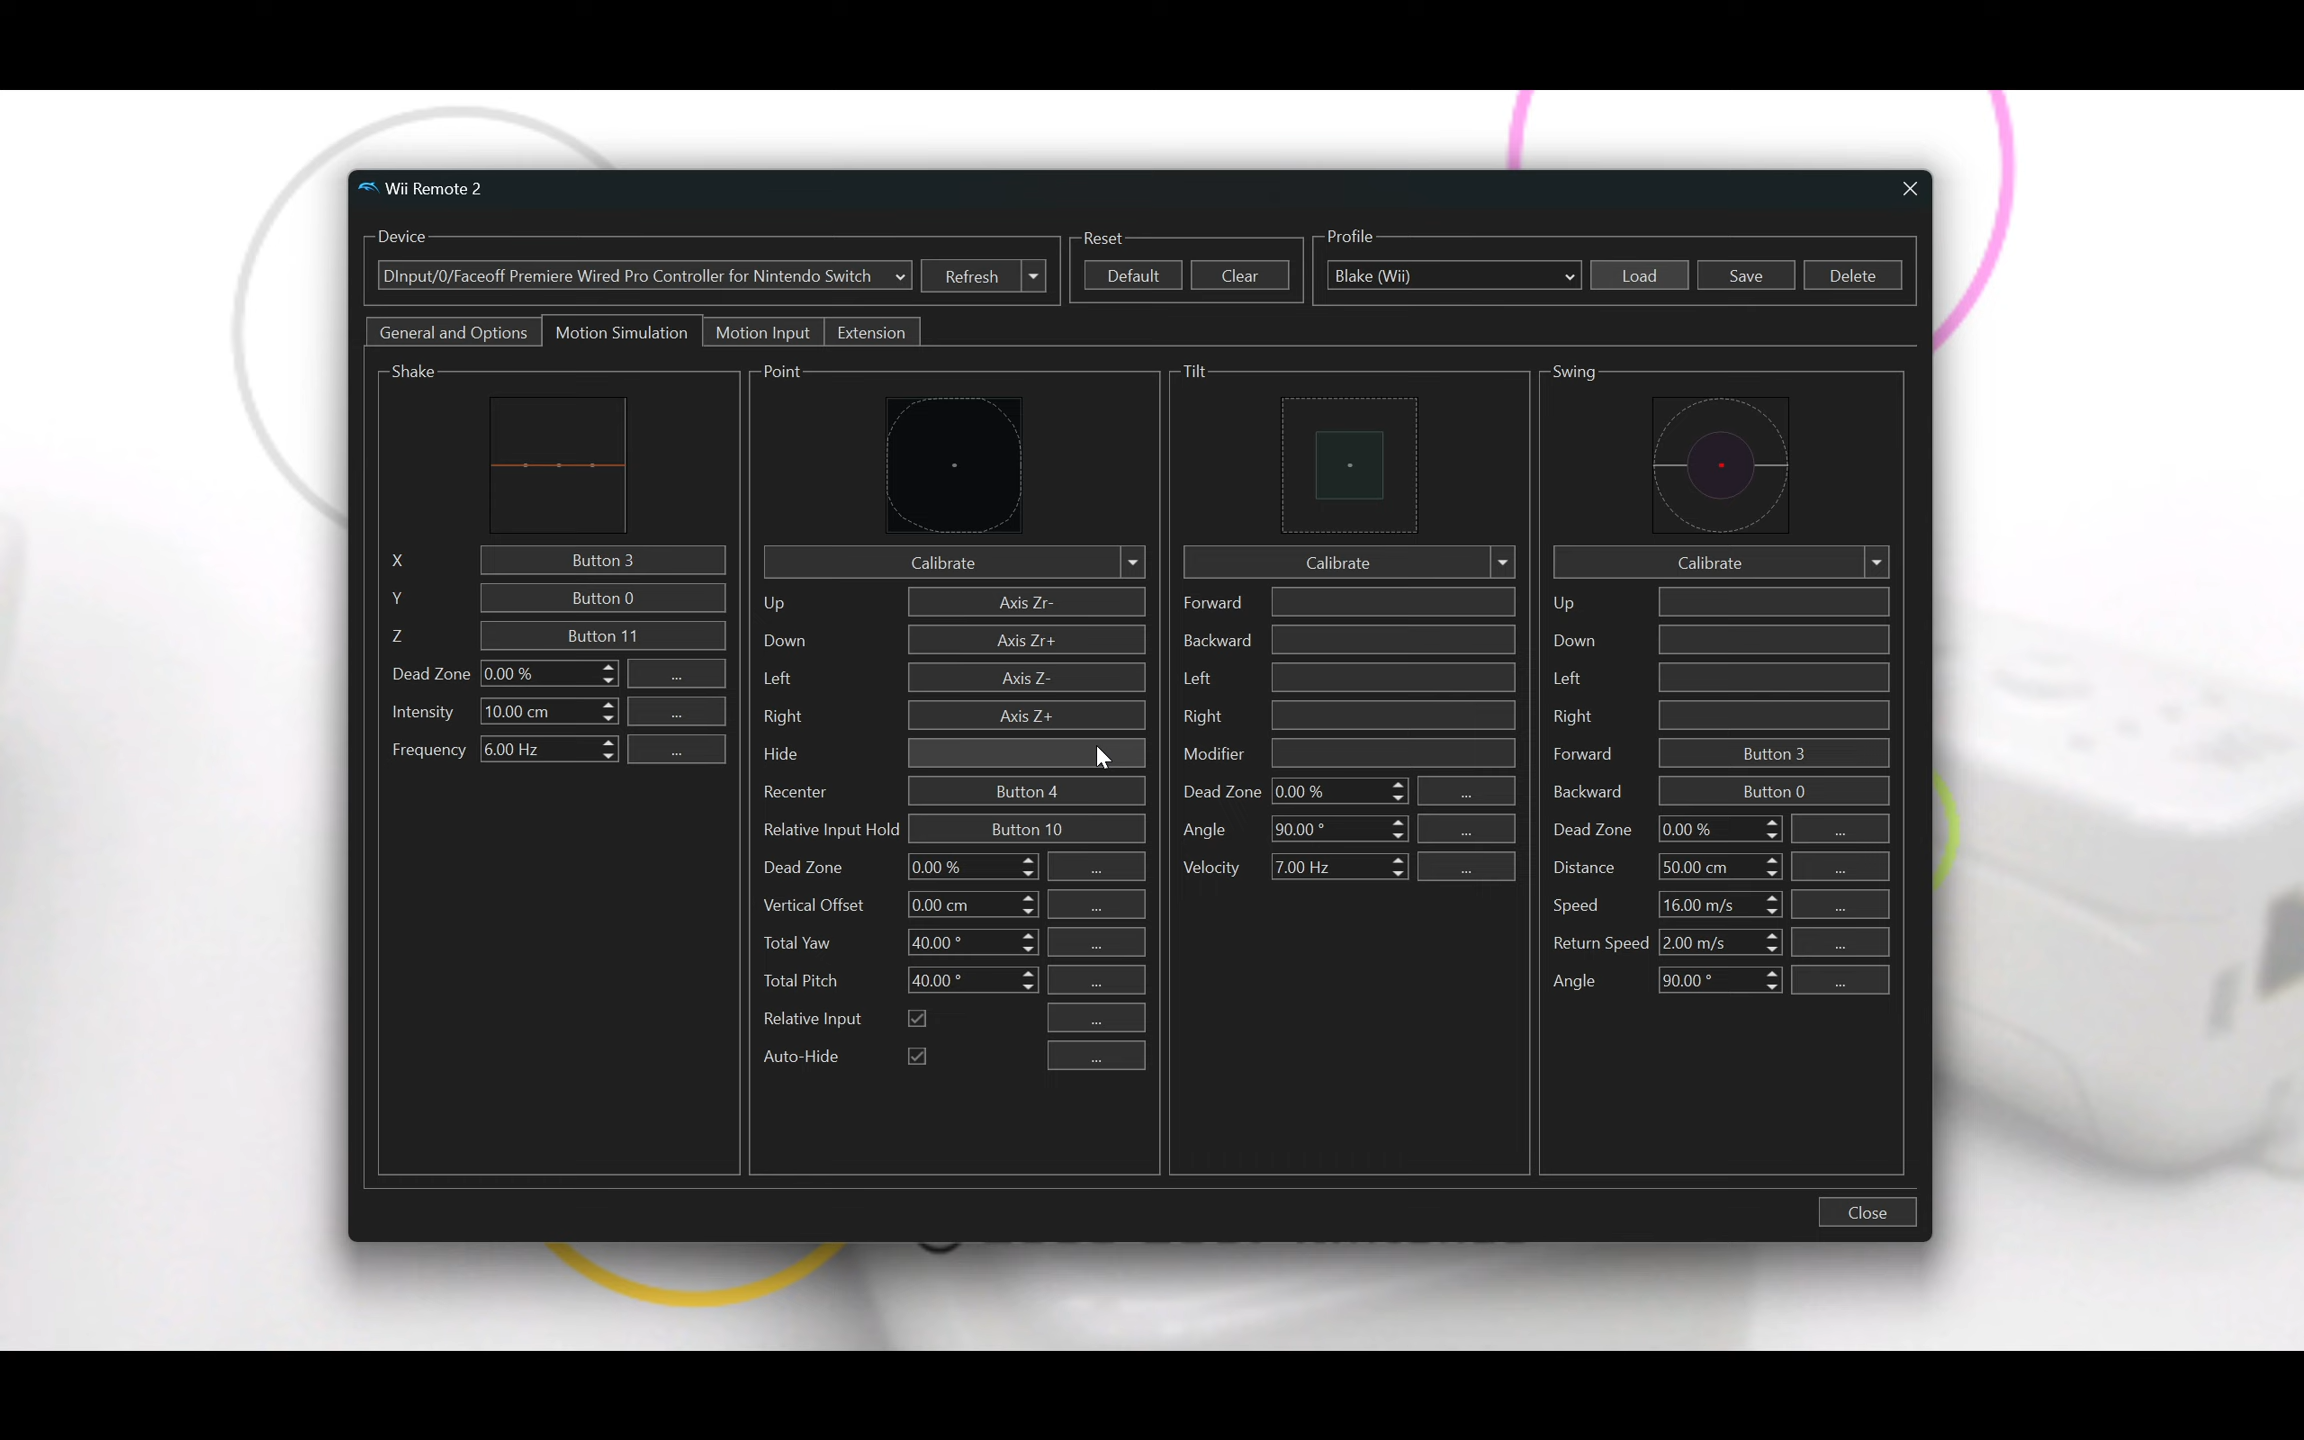 Wii Remote 2
Device
DInput/0/Faceoff Premiere Wired Pro Controller for Nintendo Switch
Refresh
Reset
Default
Clear
Profile
Blake (Wii)
Load
Save
Delete
General and Options
Motion Simulation
Motion Input
Extension
Shake
X Button 3
Y Button 0
Z Button 11
Dead Zone 0.00 % ...
Intensity 10.00 cm ...
Frequency 6.00 Hz ...
Point
Calibrate
Up Axis Zr-
Down Axis Zr+
Left Axis Z-
Right Axis Z+
Hide
Recenter Button 4
Relative Input Hold Button 10
Dead Zone 0.00 % ...
Vertical Offset 0.00 cm ...
Total Yaw 40.00 ° ...
Total Pitch 40.00 ° ...
Relative Input ...
Auto-Hide ...
Tilt
Calibrate
Forward
Backward
Left
Right
Modifier
Dead Zone 0.00 % ...
Angle 90.00 ° ...
Velocity 7.00 Hz ...
Swing
Calibrate
Up
Down
Left
Right
Forward Button 3
Backward Button 0
Dead Zone 0.00 % ...
Distance 50.00 cm ...
Speed 16.00 m/s ...
Return Speed 2.00 m/s ...
Angle 90.00 ° ...
Close